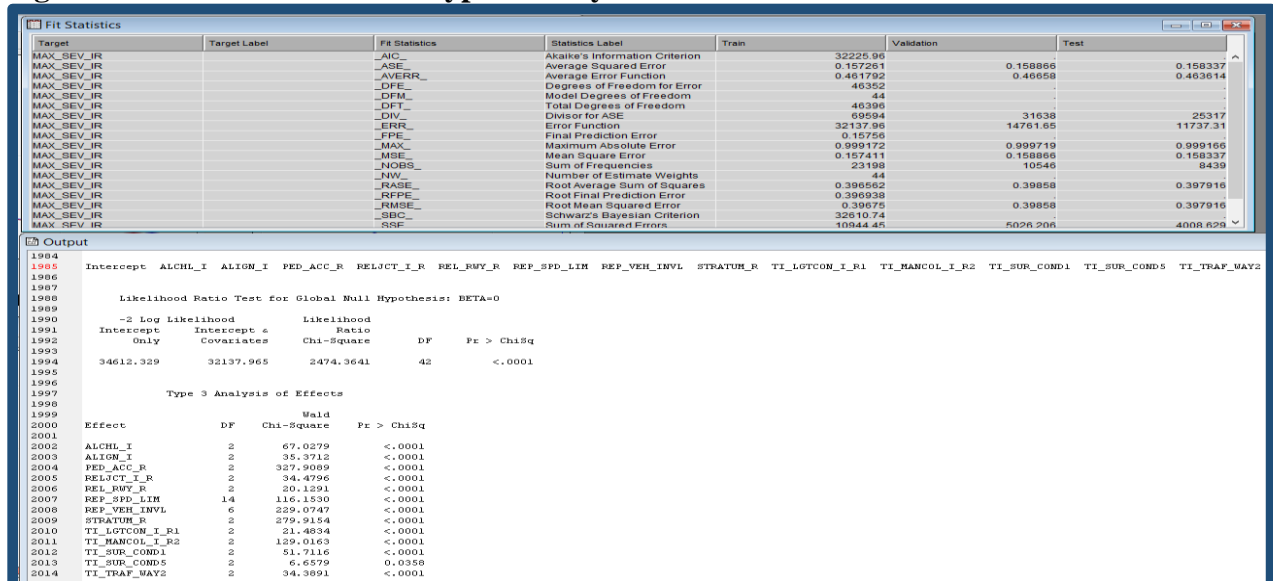 Fit Statistics
Target Target Label Fit Statistics Statistics Label Train Validation Test
MAX_SEV_IR _AIC_ Akaike's Information Criterion 32225.96 . .
MAX_SEV_IR _ASE_ Average Squared Error 0.157261 0.158866 0.158337
MAX_SEV_IR _AVERR_ Average Error Function 0.461792 0.46658 0.463614
MAX_SEV_IR _DFE_ Degrees of Freedom for Error 46352 . .
MAX_SEV_IR _DFM_ Model Degrees of Freedom 44 . .
MAX_SEV_IR _DFT_ Total Degrees of Freedom 46396 . .
MAX_SEV_IR _DIV_ Divisor for ASE 69594 31638 25317
MAX_SEV_IR _ERR_ Error Function 32137.96 14761.65 11737.31
MAX_SEV_IR _FPE_ Final Prediction Error 0.15756 . .
MAX_SEV_IR _MAX_ Maximum Absolute Error 0.999172 0.999719 0.999166
MAX_SEV_IR _MSE_ Mean Square Error 0.157411 0.158866 0.158337
MAX_SEV_IR _NOBS_ Sum of Frequencies 23198 10546 8439
MAX_SEV_IR _NW_ Number of Estimate Weights 44 . .
MAX_SEV_IR _RASE_ Root Average Sum of Squares 0.396562 0.39858 0.397916
MAX_SEV_IR _RFPE_ Root Final Prediction Error 0.396938 . .
MAX_SEV_IR _RMSE_ Root Mean Squared Error 0.39675 0.39858 0.397916
MAX_SEV_IR _SBC_ Schwarz's Bayesian Criterion 32610.74 . .
MAX_SEV_IR _SSE_ Sum of Squared Errors 10944.45 5026.206 4008.629
Output
1984
1985 Intercept ALCHL_I ALIGN_I PED_ACC_R RELJCT_I_R REL_RWY_R REP_SPD_LIM REP_VEH_INVL STRATUM_R TI_LGTCON_I_R1 TI_MANCOL_I_R2 TI_SUR_COND1 TI_SUR_COND5 TI_TRAF_WAY2
1986
1987
1988 Likelihood Ratio Test for Global Null Hypothesis: BETA=0
1989
1990 -2 Log Likelihood Likelihood
1991 Intercept Intercept & Ratio
1992 Only Covariates Chi-Square DF Pr > ChiSq
1993
1994 34612.329 32137.965 2474.3641 42 <.0001
1995
1996
1997 Type 3 Analysis of Effects
1998
1999 Wald
2000 Effect DF Chi-Square Pr > ChiSq
2001
2002 ALCHL_I 2 67.0279 <.0001
2003 ALIGN_I 2 35.3712 <.0001
2004 PED_ACC_R 2 327.9089 <.0001
2005 RELJCT_I_R 2 34.4796 <.0001
2006 REL_RWY_R 2 20.1291 <.0001
2007 REP_SPD_LIM 14 116.1530 <.0001
2008 REP_VEH_INVL 6 229.0747 <.0001
2009 STRATUM_R 2 279.9154 <.0001
2010 TI_LGTCON_I_R1 2 21.4834 <.0001
2011 TI_MANCOL_I_R2 2 129.0163 <.0001
2012 TI_SUR_COND1 2 51.7116 <.0001
2013 TI_SUR_COND5 2 6.6579 0.0358
2014 TI_TRAF_WAY2 2 34.3891 <.0001